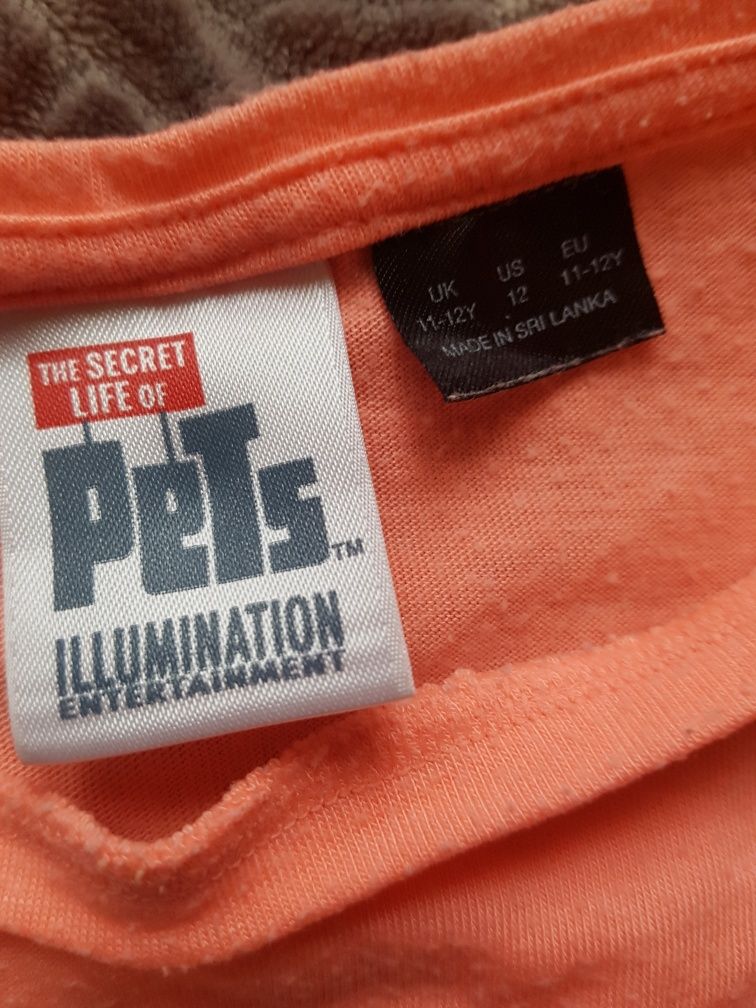 THE SECRET
LIFE OF
PETS™
ILLUMINATION
ENTERTAINMENT
UK US EU
11-12Y 12 11-12Y
MADE IN SRI LANKA